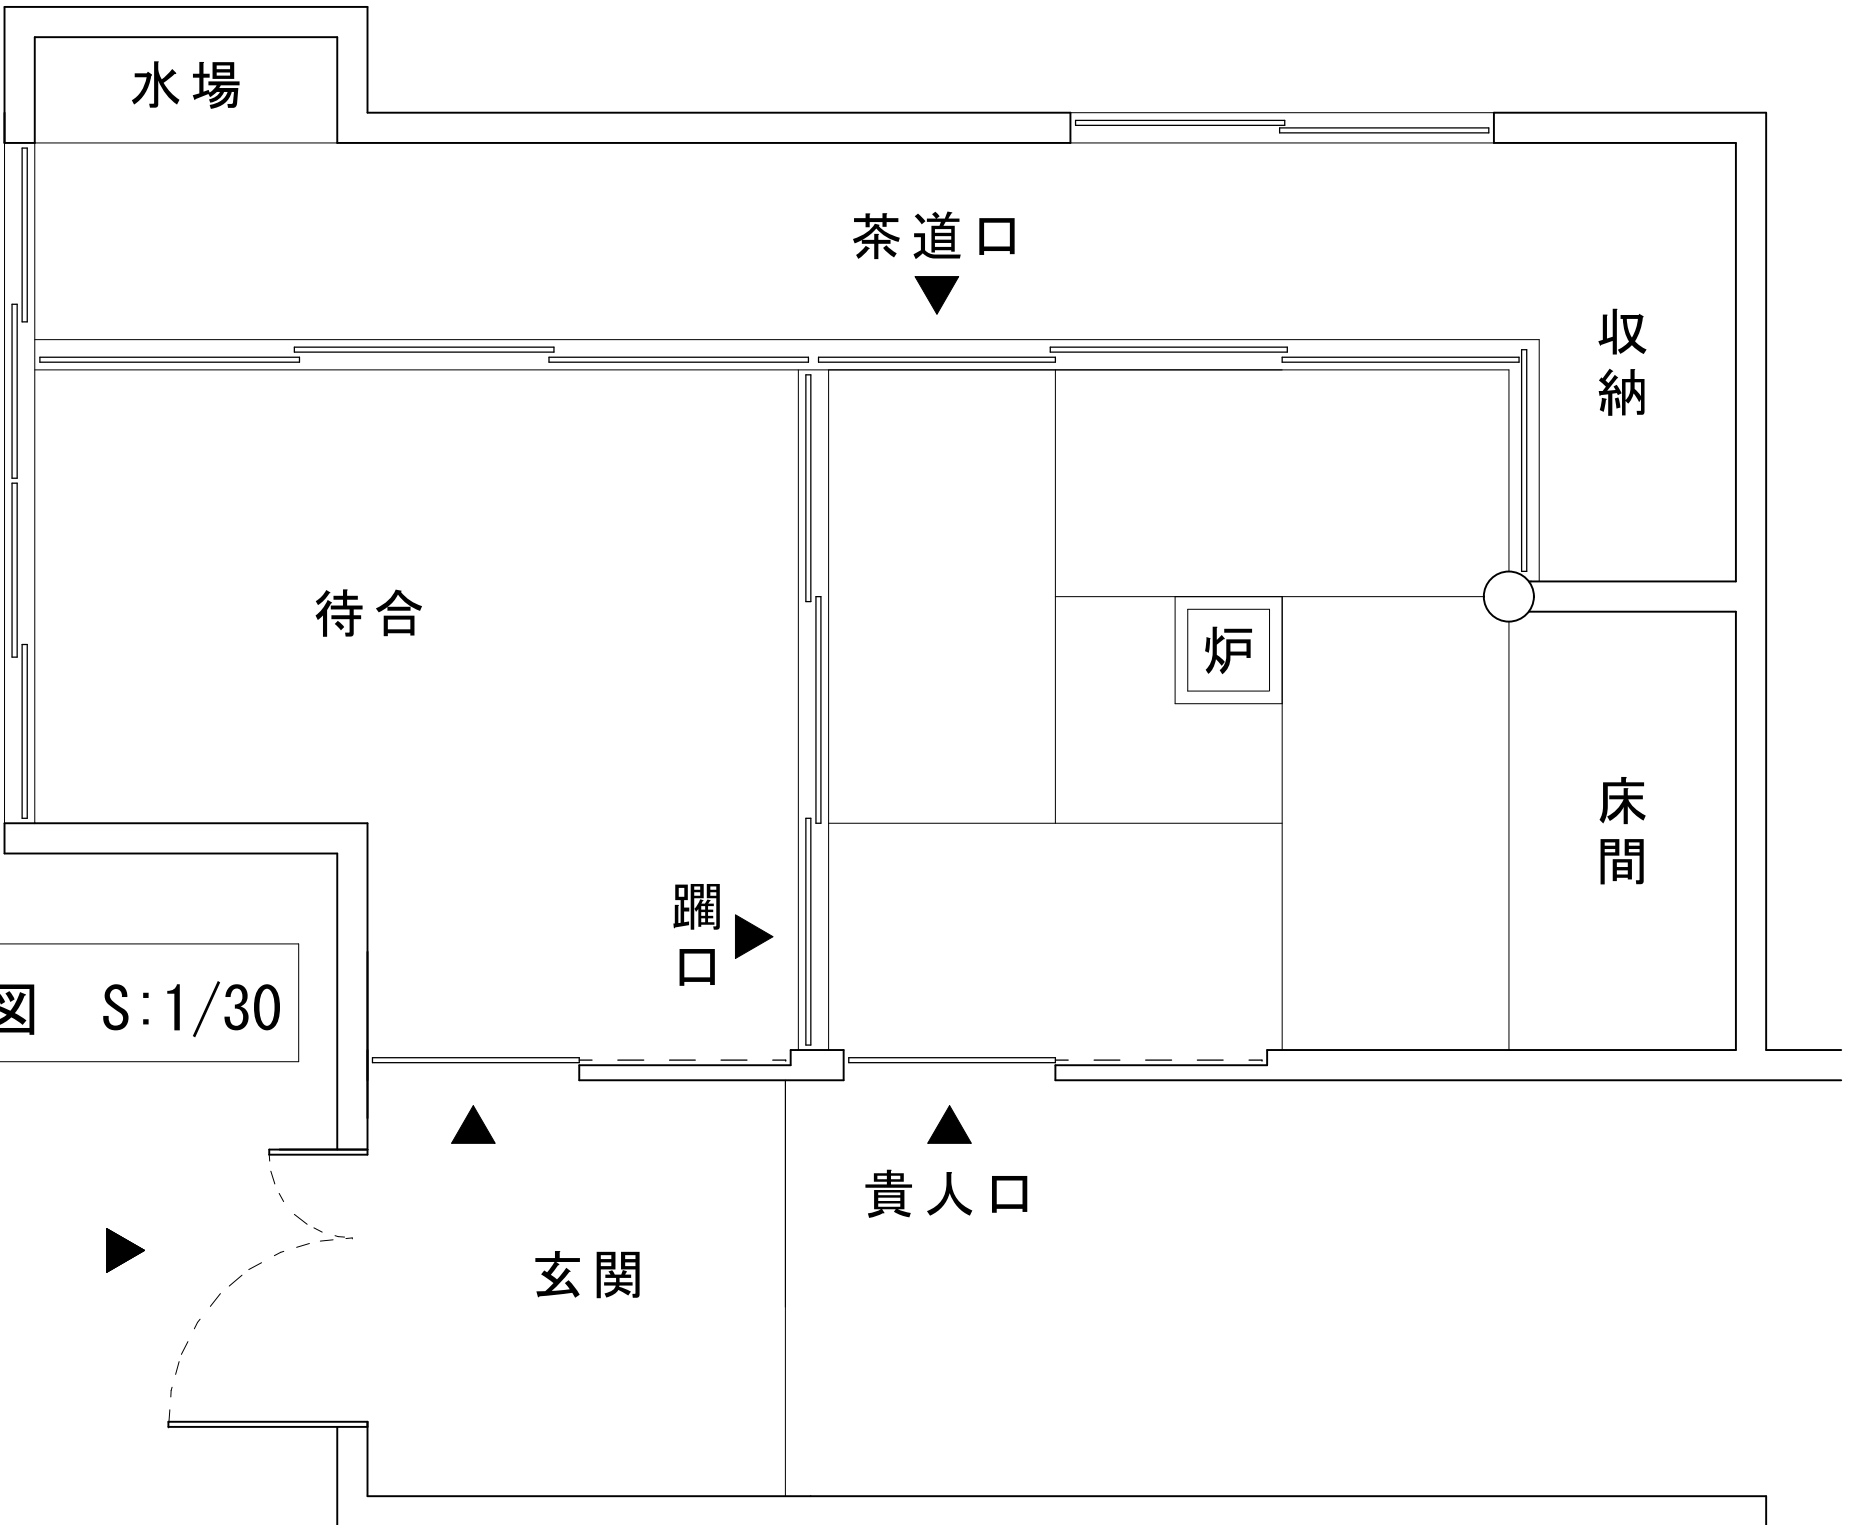 水場
茶道口
収納
待合
炉
床間
躙口
図 S:1/30
貴人口
玄関